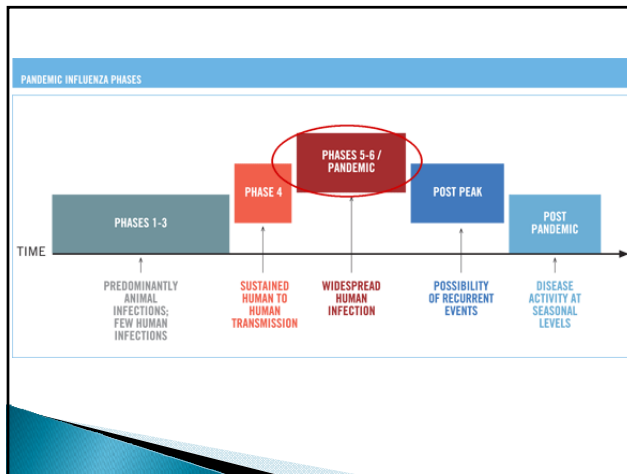 PANDEMIC INFLUENZA PHASES
PHASES 5-6 /
PANDEMIC
PHASE 4
PHASES 1-3
POST PEAK
POST
PANDEMIC
TIME
PREDOMINANTLY
ANIMAL
INFECTIONS;
FEW HUMAN
INFECTIONS
SUSTAINED
HUMAN TO
HUMAN
TRANSMISSION
WIDESPREAD
HUMAN
INFECTION
POSSIBILITY
OF RECURRENT
EVENTS
DISEASE
ACTIVITY AT
SEASONAL
LEVELS